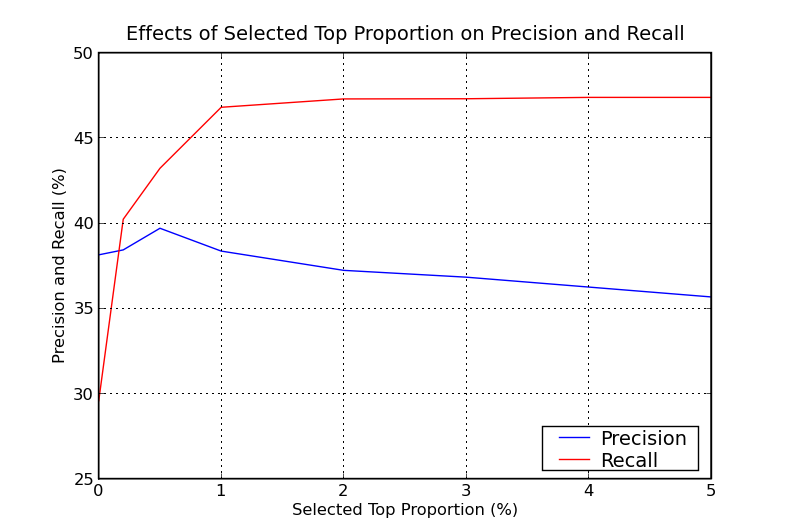 Effects of Selected Top Proportion on Precision and Recall
50
45
40
35
30
25
Precision and Recall (%)
0 1 2 3 4 5
Selected Top Proportion (%)
Precision
Recall